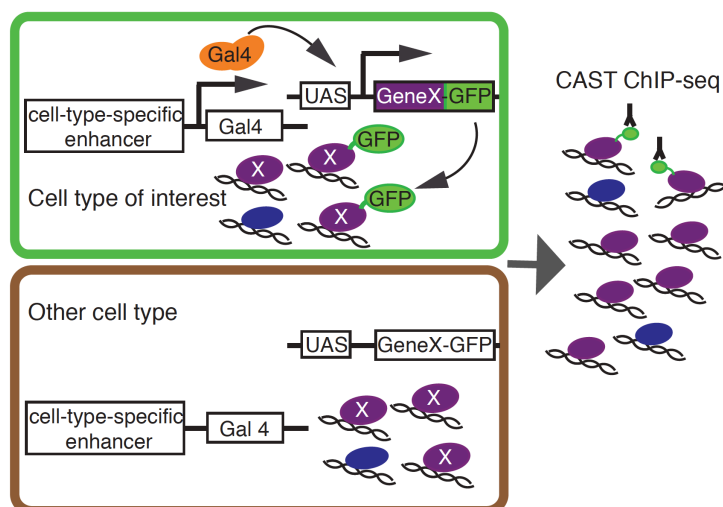 Gal4
UAS
GeneX-GFP
cell-type-specific
enhancer
Gal4
GFP
X
X
GFP
X
Cell type of interest
CAST ChIP-seq
Other cell type
UAS
GeneX-GFP
cell-type-specific
enhancer
Gal 4
X
X
X